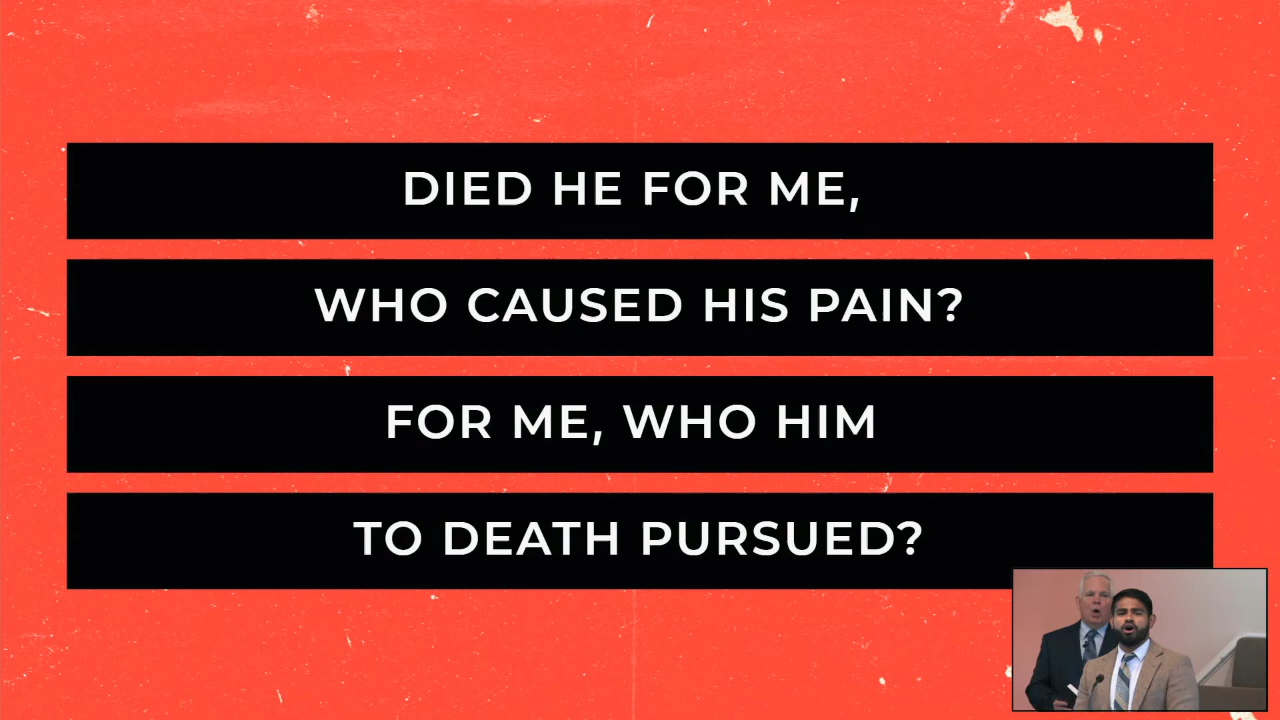 DIED HE FOR ME,
WHO CAUSED HIS PAIN?
FOR ME, WHO HIM
TO DEATH PURSUED?